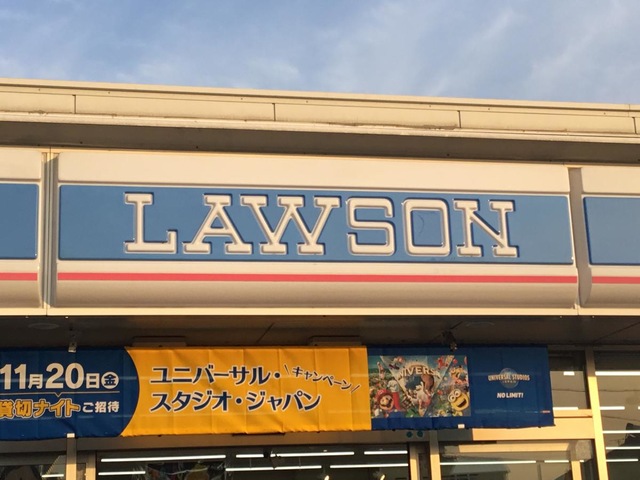 LAWSON
11月20日(金)
貸切ナイトご招待
ユニバーサル・
スタジオ・ジャパン
キャンペーン
UNIVERSAL
UNIVERSAL STUDIOS
JAPAN
NO LIMIT!